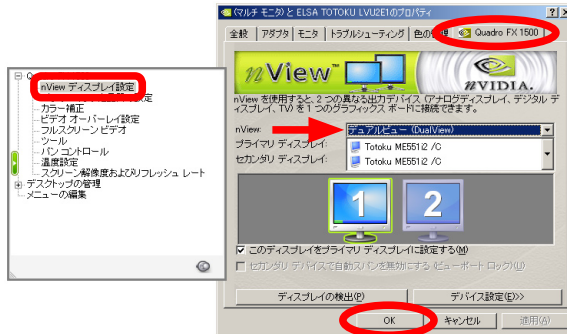 nView ディスプレイ設定
カラー補正
ビデオ オーバーレイ設定
フルスクリーンビデオ
ツール
パン コントロール
温度設定
スクリーン解像度およびリフレッシュ レート
デスクトップの管理
メニューの編集
(マルチ モニタ) と ELSA TOTOKU LVU2E1のプロパティ
全般 アダプタ モニタ トラブルシューティング 色の管理 Quadro FX 1500
nView™
nVIDIA.
nView を使用すると、2 つの異なる出力デバイス (アナログディスプレイ、デジタル デ
ィスプレイ、TV) を 1 つのグラフィックス ボードに接続できます。
nView: デュアルビュー (DualView)
プライマリ ディスプレイ: Totoku ME551i2 /C
セカンダリ ディスプレイ: Totoku ME551i2 /C
1 2
このディスプレイをプライマリ ディスプレイに設定する(M)
セカンダリ デバイスで自動スパンを無効にする (ビューポート ロック)(U)
ディスプレイの検出(P) デバイス設定(E)>>
OK キャンセル 適用(A)